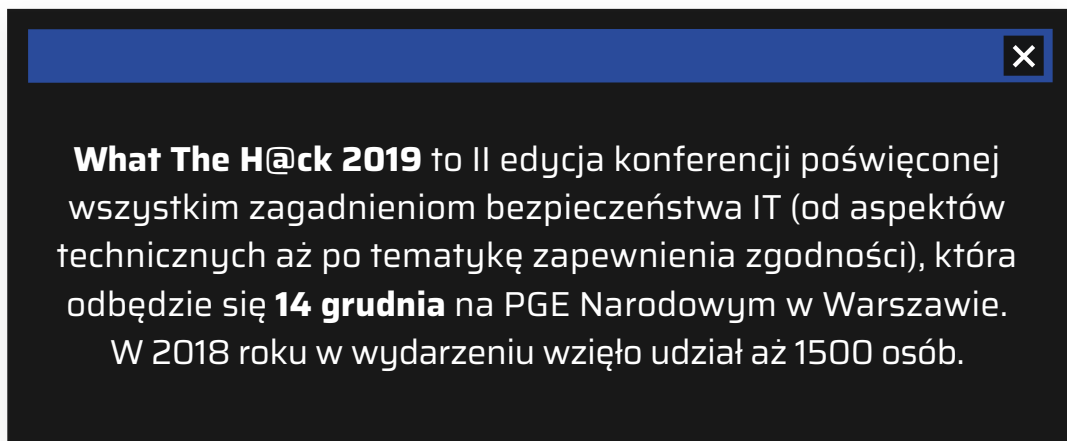 What The H@ck 2019 to II edycja konferencji poświęconej
wszystkim zagadnieniom bezpieczeństwa IT (od aspektów
technicznych aż po tematykę zapewnienia zgodności), która
odbędzie się 14 grudnia na PGE Narodowym w Warszawie.
W 2018 roku w wydarzeniu wzięło udział aż 1500 osób.